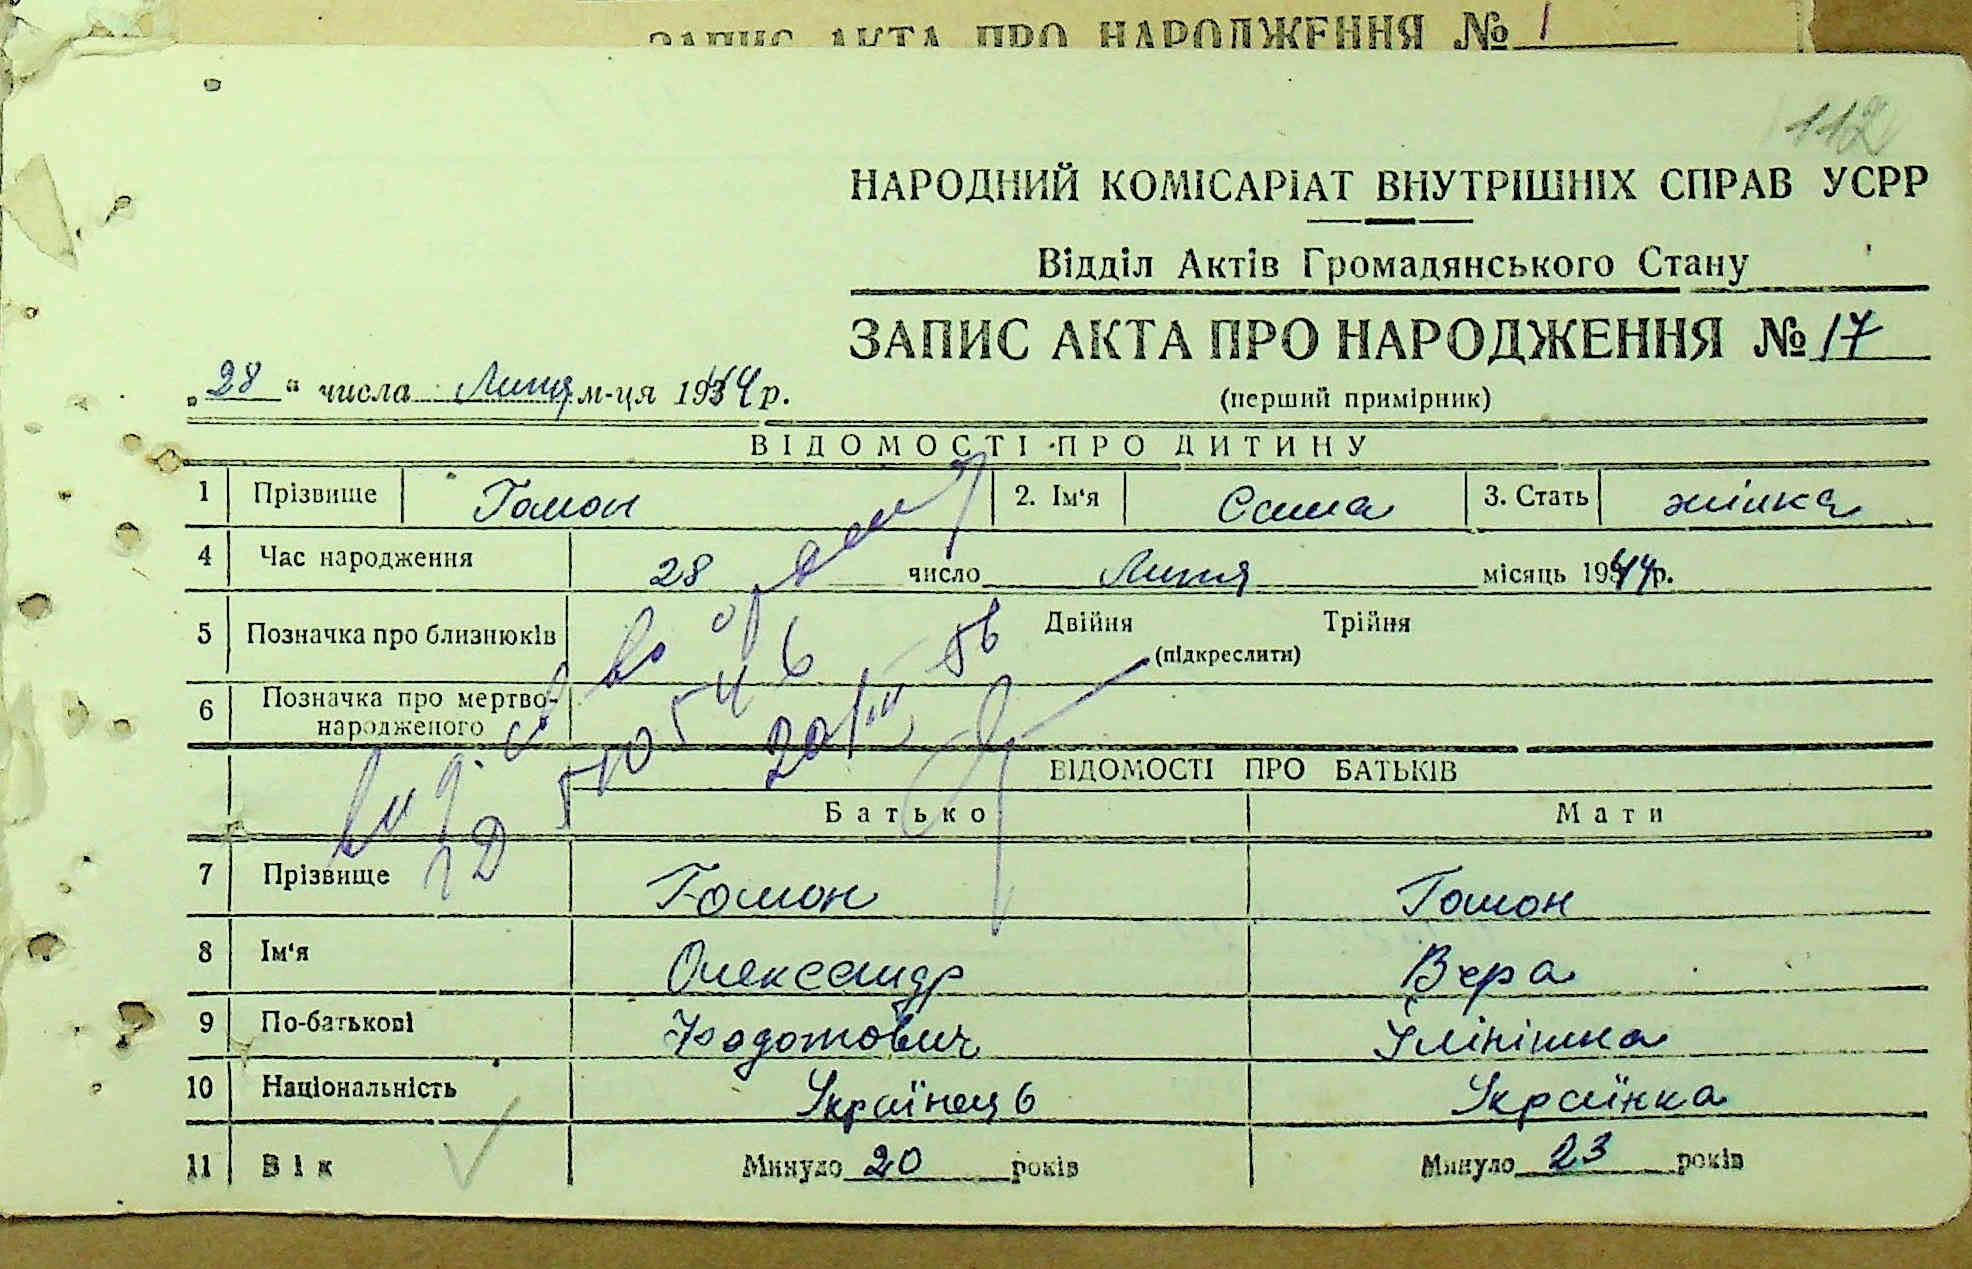 ЗАПИС АКТА ПРО НАРОДЖЕННЯ № 1
112
НАРОДНИЙ КОМІСАРІАТ ВНУТРІШНІХ СПРАВ УСРР
Відділ Актів Громадянського Стану
ЗАПИС АКТА ПРО НАРОДЖЕННЯ № 17
„28“ числа Липня м-ця 1944 р.
(перший примірник)
ВІДОМОСТІ ПРО ДИТИНУ
1 Прізвище Гомон 2. Ім'я Саша 3. Стать жінка
4 Час народження 28 число Липня місяць 1944 р.
5 Позначка про близнюків Двійня Трійня
(підкреслити)
6 Позначка про мертво-
народженого
ВІДОМОСТІ ПРО БАТЬКІВ
Батько Мати
7 Прізвище Гомон Гомон
8 Ім'я Олександр Вера
9 По-батькові Федотович
10 Національність Українець Українка
11 Вік Минуло 20 років Минуло 23 років